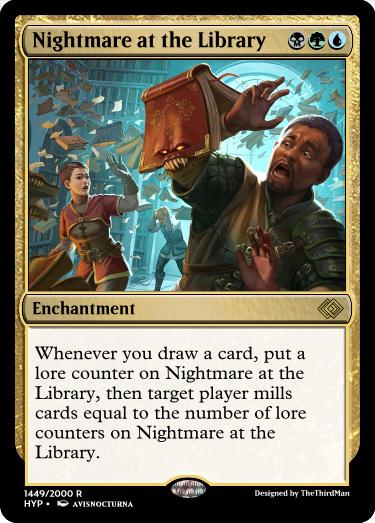 Nightmare at the Library
Enchantment
Whenever you draw a card, put a
lore counter on Nightmare at the
Library, then target player mills
cards equal to the number of lore
counters on Nightmare at the
Library.
1449/2000 R
Designed by TheThirdMan
HYP • AVISNOCTURNA